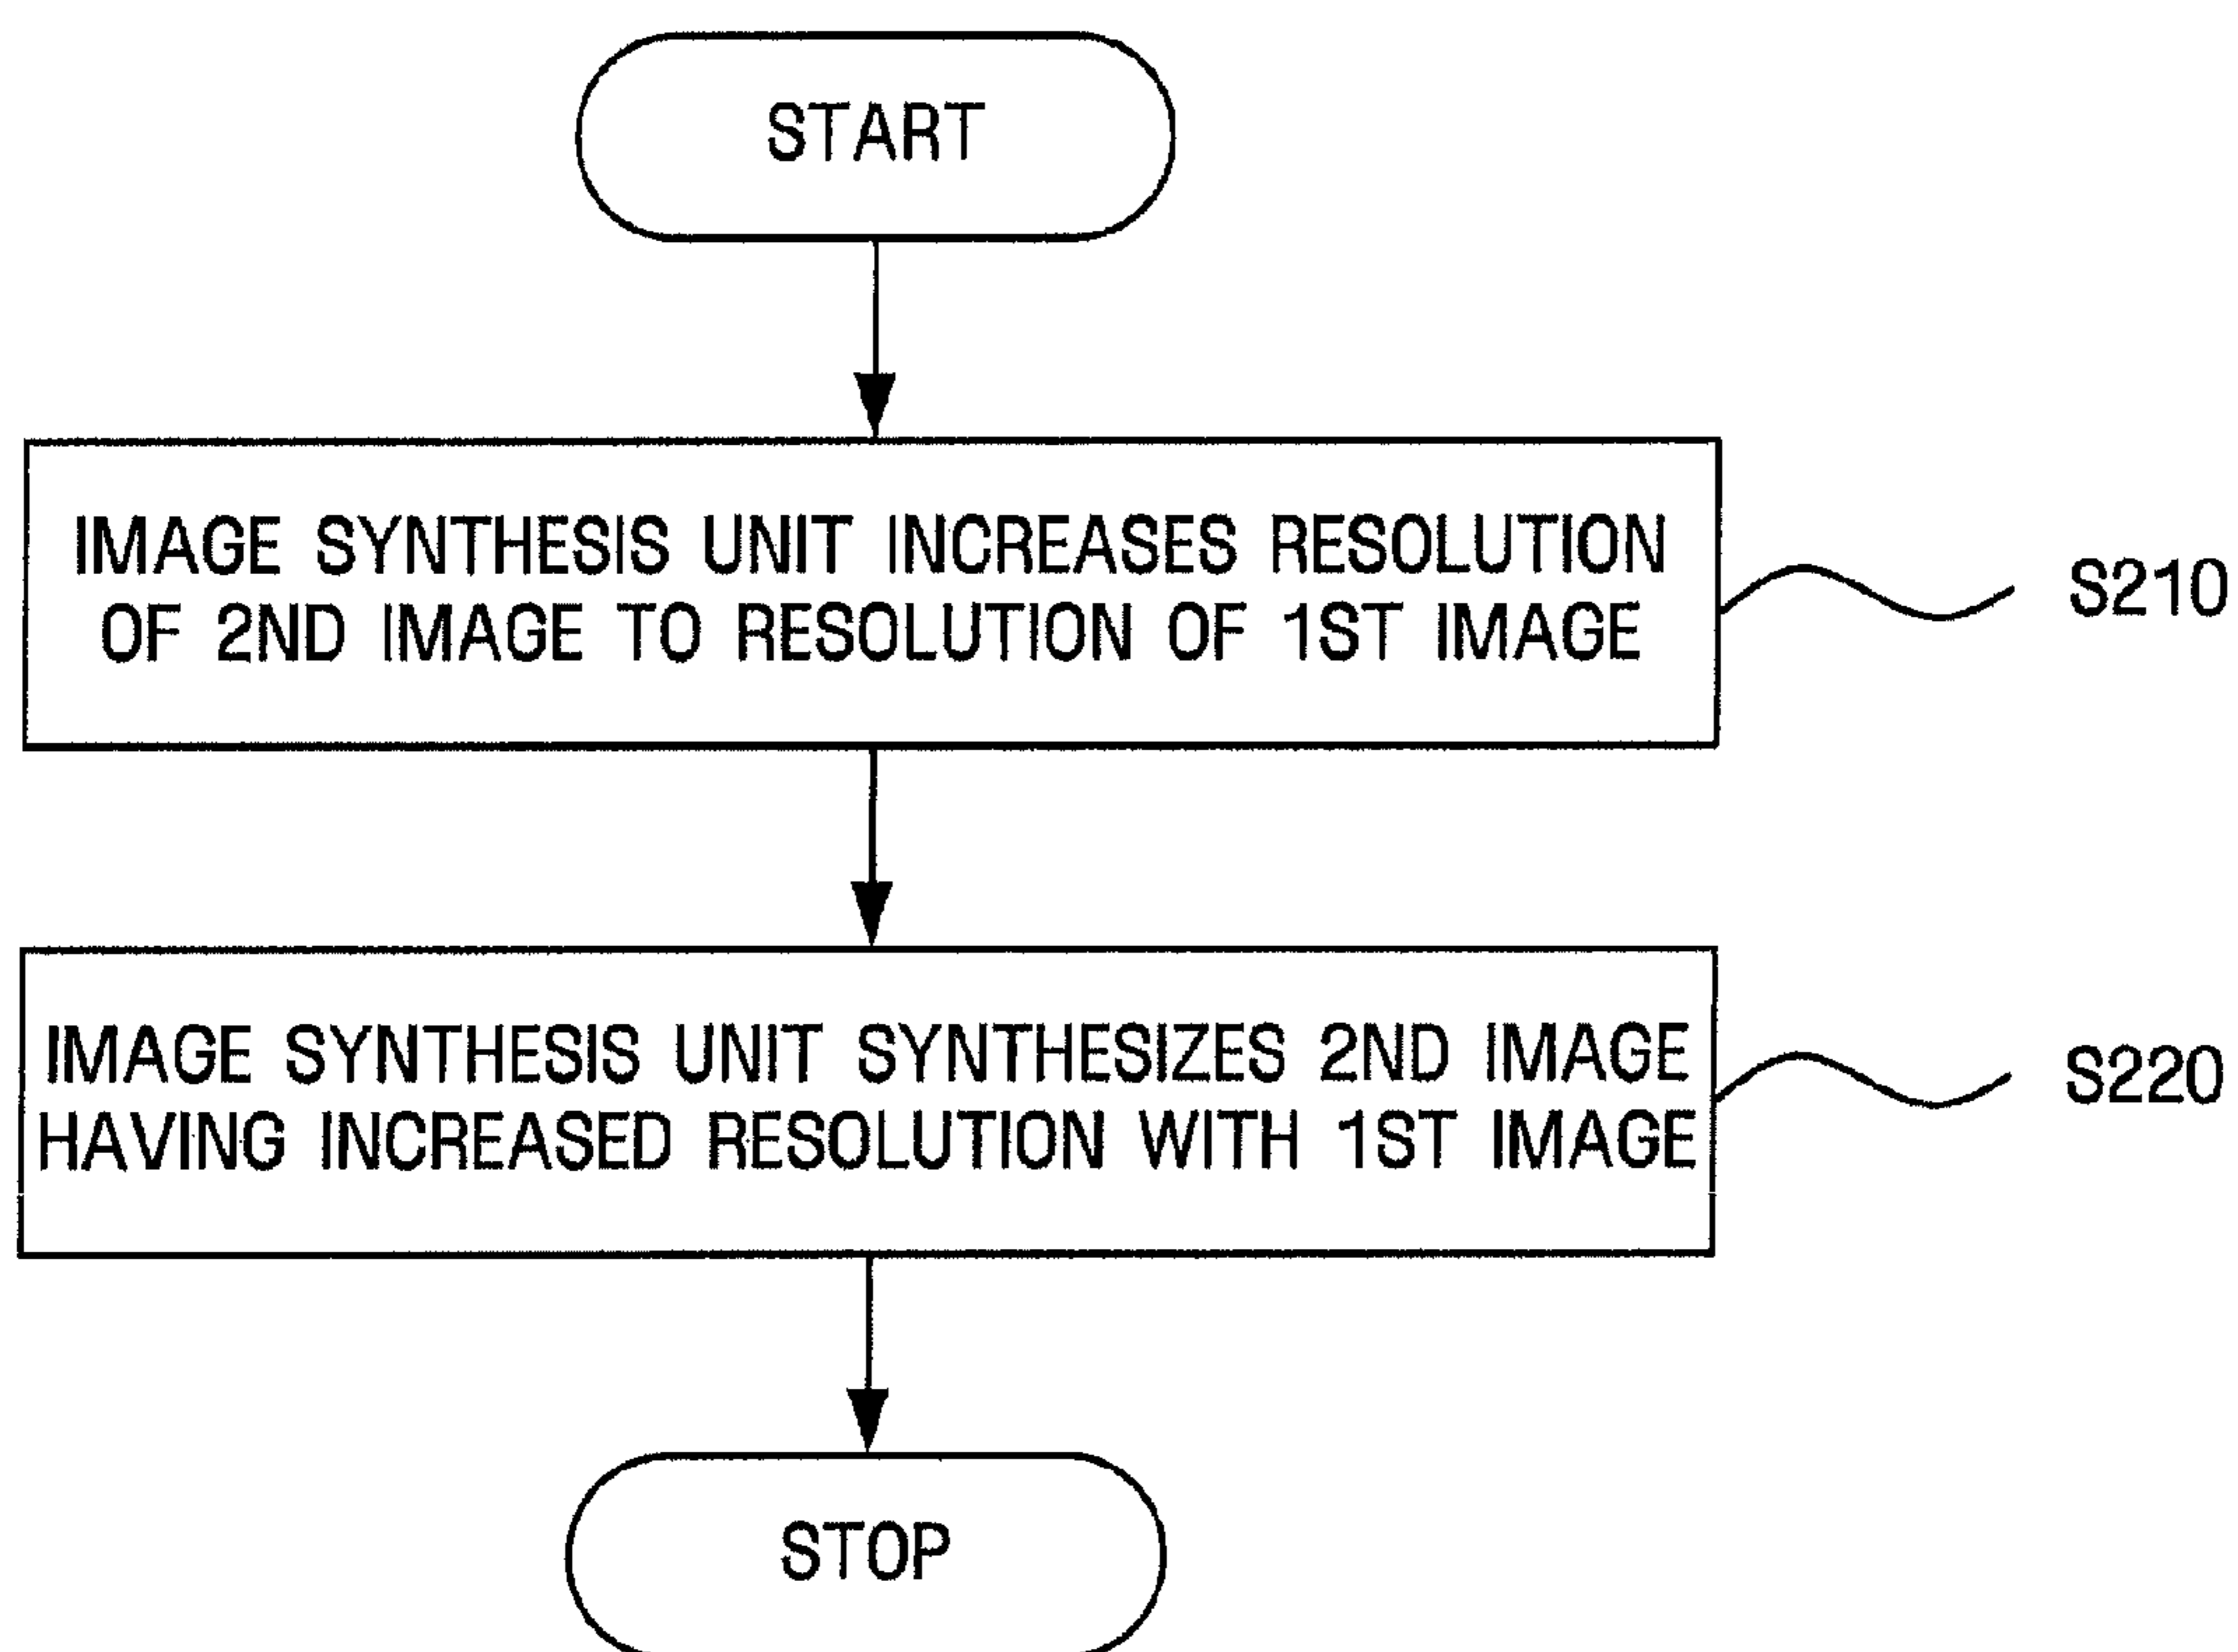 START
IMAGE SYNTHESIS UNIT INCREASES RESOLUTION
OF 2ND IMAGE TO RESOLUTION OF 1ST IMAGE
S210
IMAGE SYNTHESIS UNIT SYNTHESIZES 2ND IMAGE
HAVING INCREASED RESOLUTION WITH 1ST IMAGE
S220
STOP